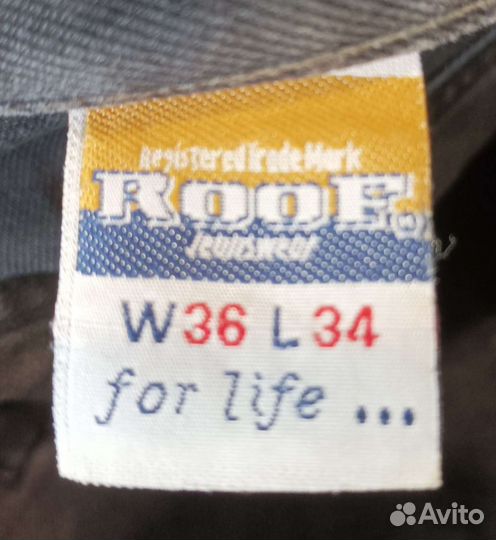 Registered Trade Mark
ROOF®
Jeanswear
W36 L34
for life ...
Avito